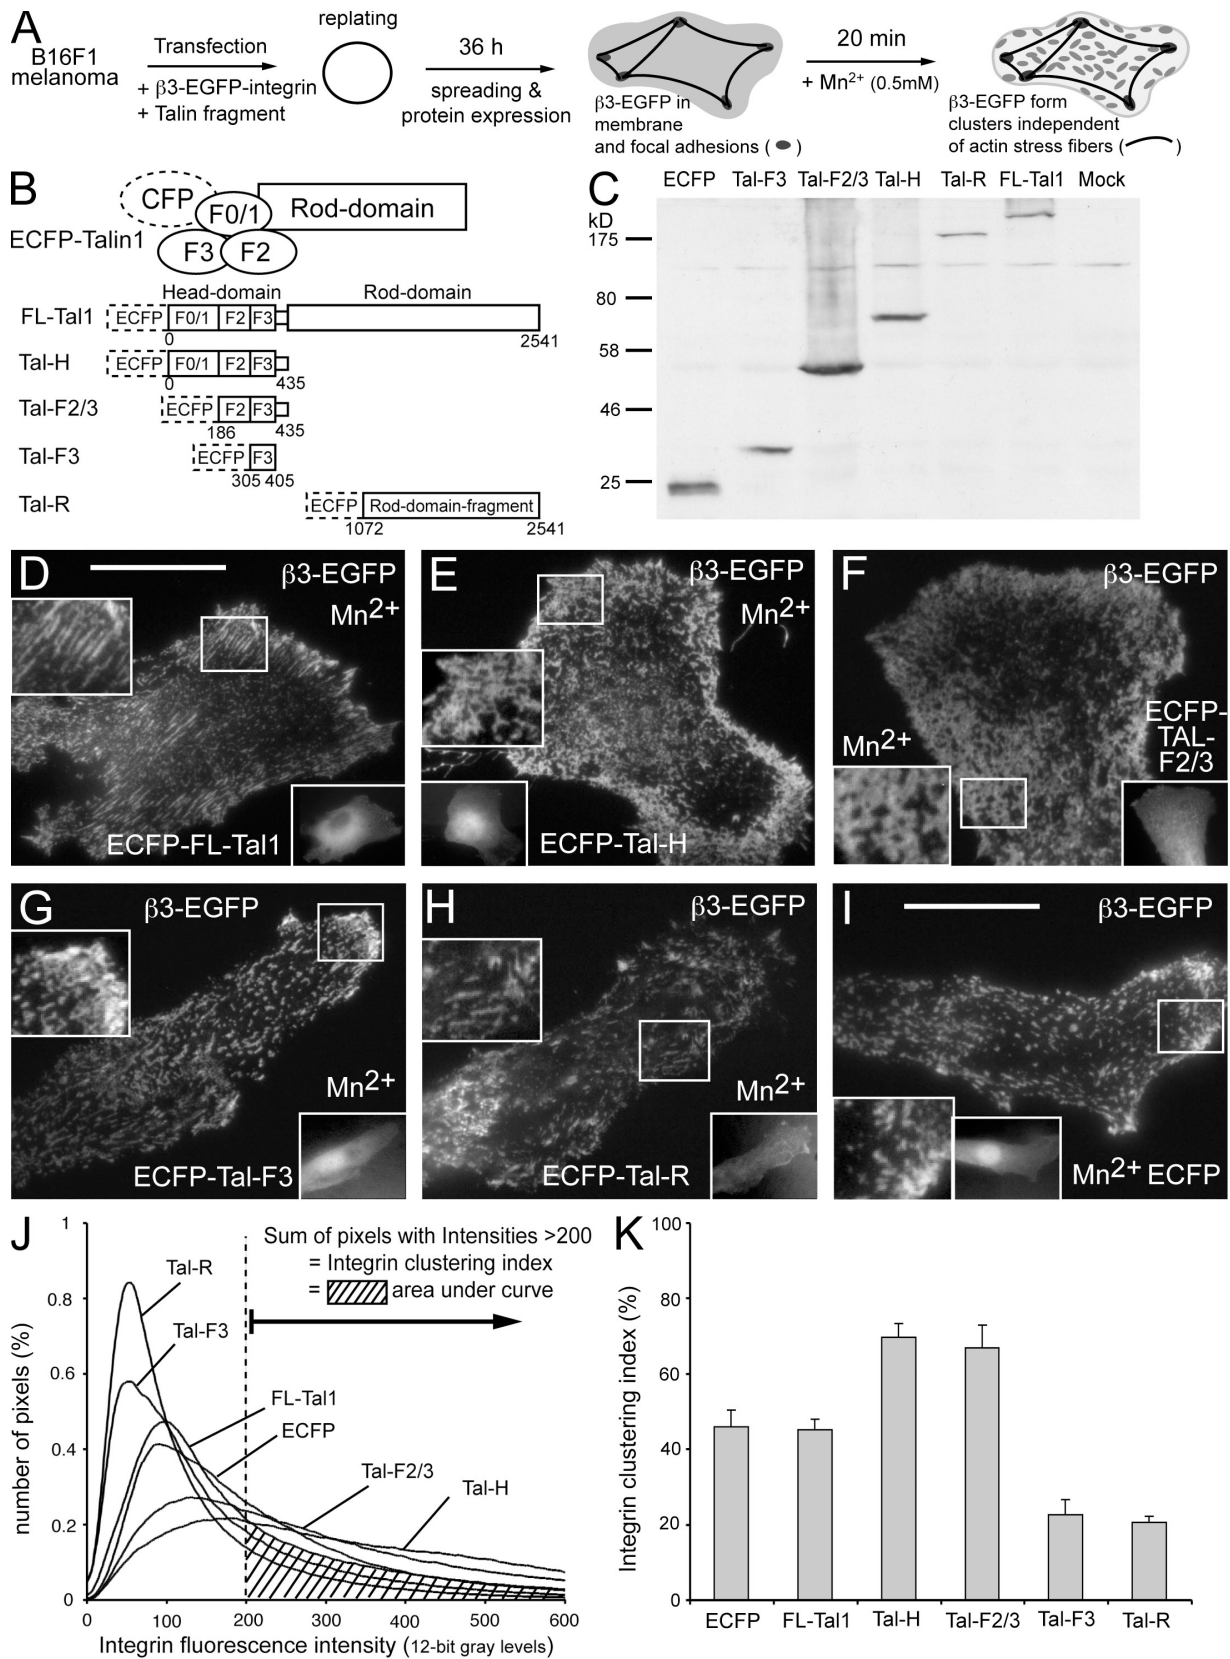 A
B16F1
melanoma
Transfection
+ β3-EGFP-integrin
+ Talin fragment
replating
36 h
spreading &
protein expression
β3-EGFP in
membrane
and focal adhesions ( )
20 min
+ Mn2+ (0.5mM)
β3-EGFP form
clusters independent
of actin stress fibers ( )
B
CFP
F0/1
Rod-domain
ECFP-Talin1
F3
F2
Head-domain
Rod-domain
FL-Tal1
ECFP F0/1 F2 F3
0
2541
Tal-H
ECFP F0/1 F2 F3
0
435
Tal-F2/3
ECFP F2 F3
186
435
Tal-F3
ECFP F3
305 405
Tal-R
ECFP Rod-domain-fragment
1072
2541
C
ECFP Tal-F3 Tal-F2/3 Tal-H Tal-R FL-Tal1 Mock
kD
175
80
58
46
25
D
β3-EGFP
Mn2+
ECFP-FL-Tal1
E
β3-EGFP
Mn2+
ECFP-Tal-H
F
β3-EGFP
Mn2+
ECFP-
TAL-
F2/3
G
β3-EGFP
Mn2+
ECFP-Tal-F3
H
β3-EGFP
Mn2+
ECFP-Tal-R
I
β3-EGFP
Mn2+ ECFP
J
number of pixels (%)
1
0.8
0.6
0.4
0.2
0
Sum of pixels with Intensities >200
= Integrin clustering index
= area under curve
Tal-R
Tal-F3
FL-Tal1
ECFP
Tal-F2/3
Tal-H
0 100 200 300 400 500 600
Integrin fluorescence intensity (12-bit gray levels)
K
Integrin clustering index (%)
100
80
60
40
20
0
ECFP FL-Tal1 Tal-H Tal-F2/3 Tal-F3 Tal-R